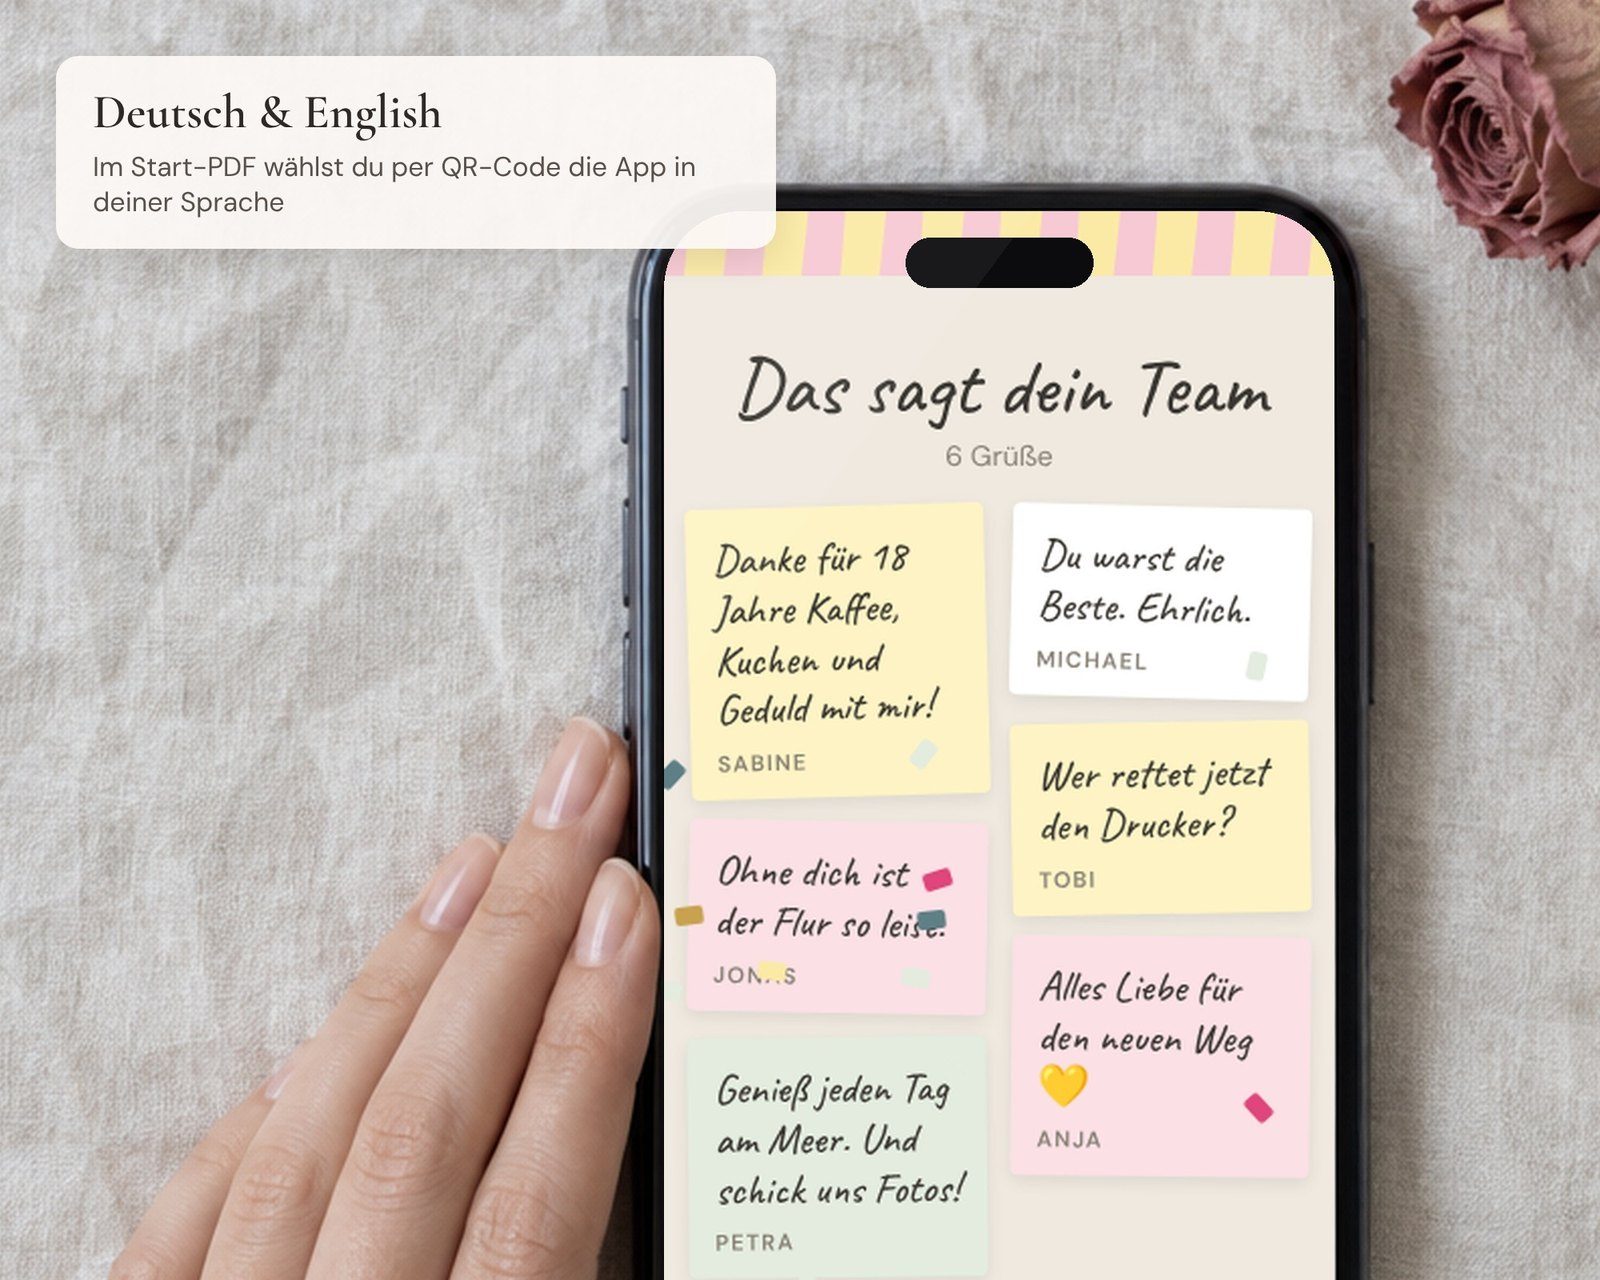 Deutsch & English
Im Start-PDF wählst du per QR-Code die App in
deiner Sprache
Das sagt dein Team
6 Grüße
Danke für 18
Jahre Kaffee,
Kuchen und
Geduld mit mir!
SABINE
Ohne dich ist
der Flur so leise.
JONAS
Genieß jeden Tag
am Meer. Und
schick uns Fotos!
PETRA
Du warst die
Beste. Ehrlich.
MICHAEL
Wer rettet jetzt
den Drucker?
TOBI
Alles Liebe für
den neuen Weg
💛
ANJA